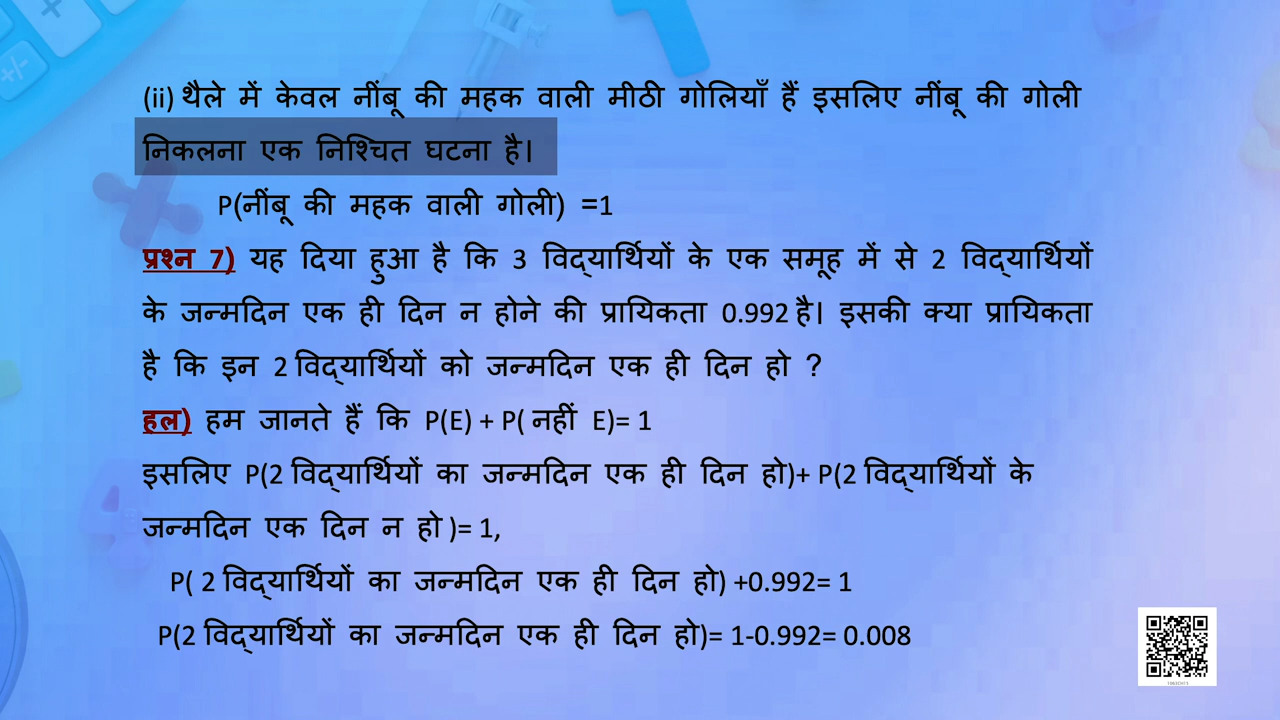 (ii) थैले में केवल नींबू की महक वाली मीठी गोलियाँ हैं इसलिए नींबू की गोली
निकलना एक निश्चित घटना है।
P(नींबू की महक वाली गोली) =1
प्रश्न 7) यह दिया हुआ है कि 3 विद्यार्थियों के एक समूह में से 2 विद्यार्थियों
के जन्मदिन एक ही दिन न होने की प्रायिकता 0.992 है। इसकी क्या प्रायिकता
है कि इन 2 विद्यार्थियों को जन्मदिन एक ही दिन हो ?
हल) हम जानते हैं कि P(E) + P( नहीं E)= 1
इसलिए P(2 विद्यार्थियों का जन्मदिन एक ही दिन हो)+ P(2 विद्यार्थियों के
जन्मदिन एक दिन न हो )= 1,
P( 2 विद्यार्थियों का जन्मदिन एक ही दिन हो) +0.992= 1
P(2 विद्यार्थियों का जन्मदिन एक ही दिन हो)= 1-0.992= 0.008